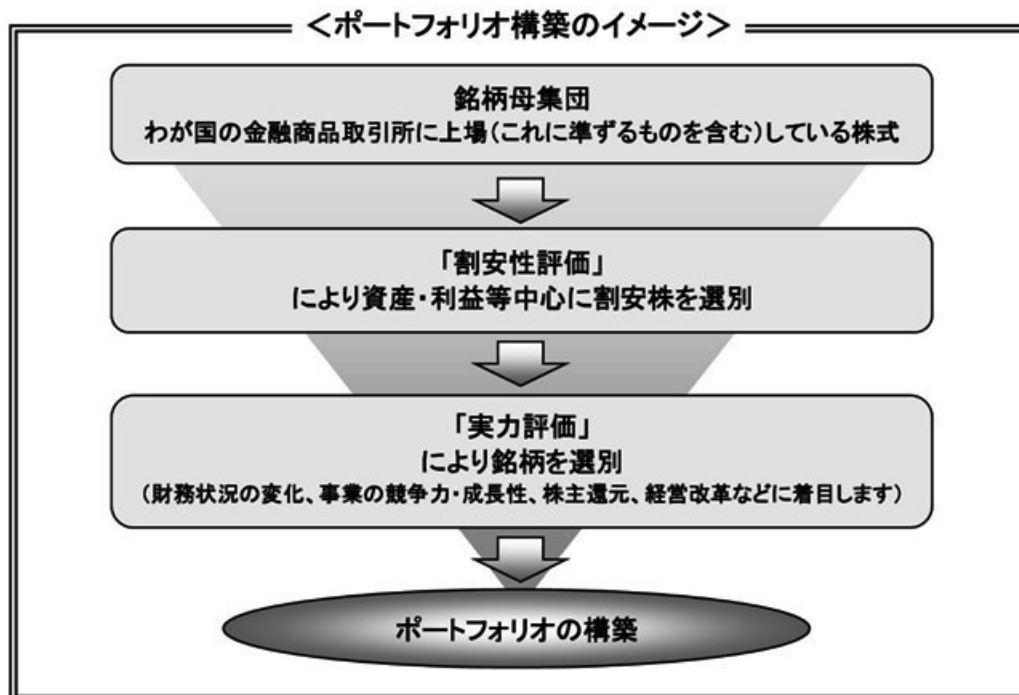 <ポートフォリオ構築のイメージ>
銘柄母集団
わが国の金融商品取引所に上場(これに準ずるものを含む)している株式
「割安性評価」
により資産・利益等中心に割安株を選別
「実力評価」
により銘柄を選別
(財務状況の変化、事業の競争力・成長性、株主還元、経営改革などに着目します)
ポートフォリオの構築